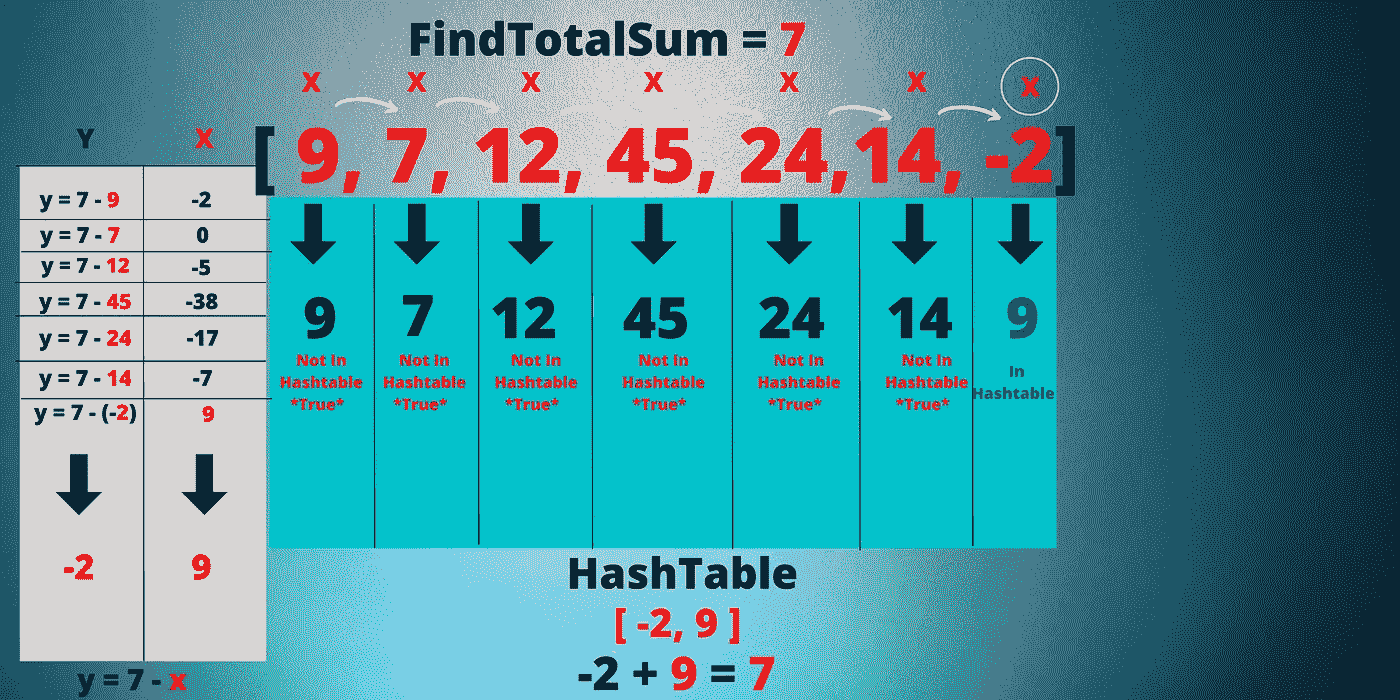 FindTotalSum = 7
X X X X X X X
Y X
[ 9, 7, 12, 45, 24, 14, -2]
y = 7 - 9 -2
y = 7 - 7 0
y = 7 - 12 -5
y = 7 - 45 -38
y = 7 - 24 -17
y = 7 - 14 -7
y = 7 - (-2) 9
-2 9
y = 7 - x
9 7 12 45 24 14 9
Not In Not In Not In Not In Not In Not In In
Hashtable Hashtable Hashtable Hashtable Hashtable Hashtable Hashtable
*True* *True* *True* *True* *True* *True*
HashTable
[ -2, 9 ]
-2 + 9 = 7